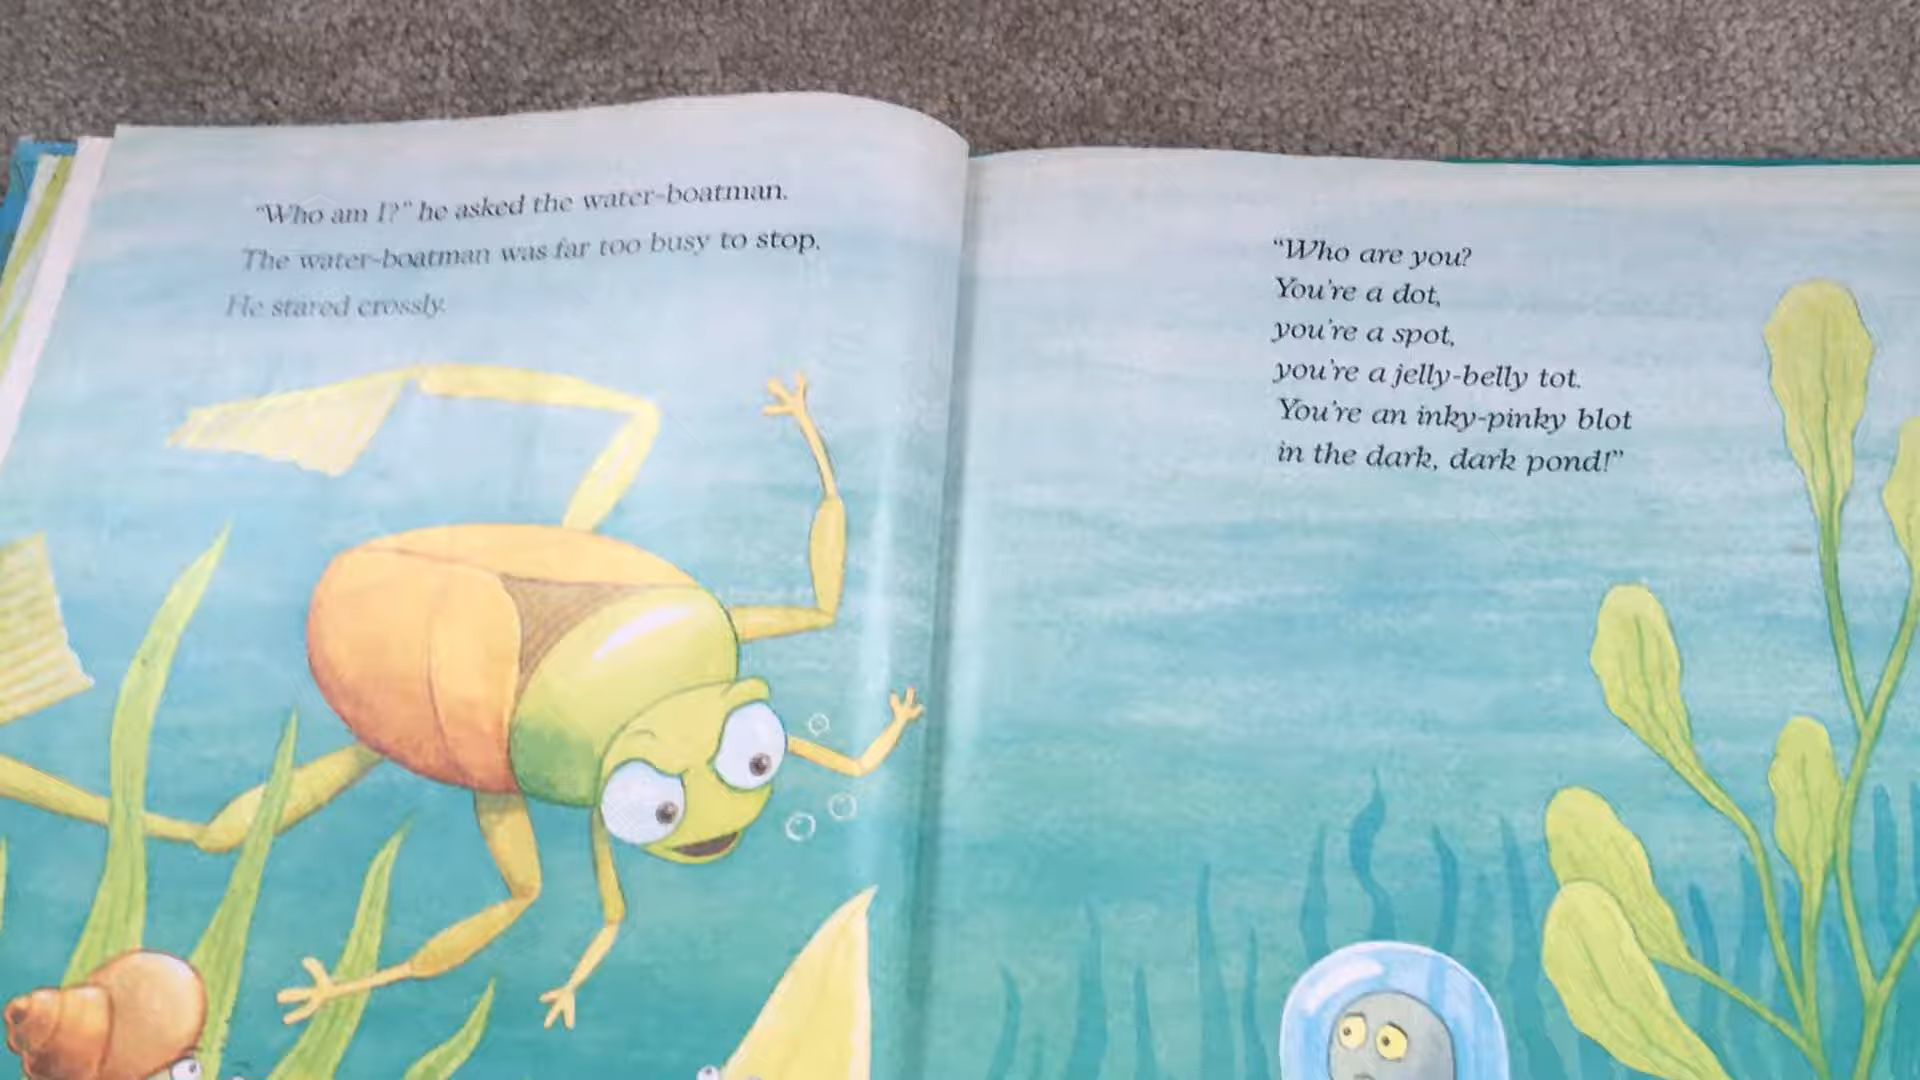 "Who am I?" he asked the water-boatman.
The water-boatman was far too busy to stop.
He stared crossly.
"Who are you?
You're a dot,
you're a spot,
you're a jelly-belly tot.
You're an inky-pinky blot
in the dark, dark pond!"